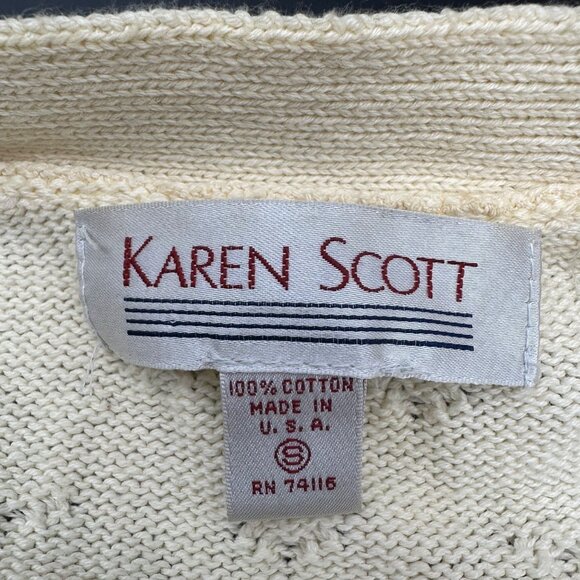 KAREN SCOTT
100% COTTON
MADE IN
U. S. A.
S
RN 74116